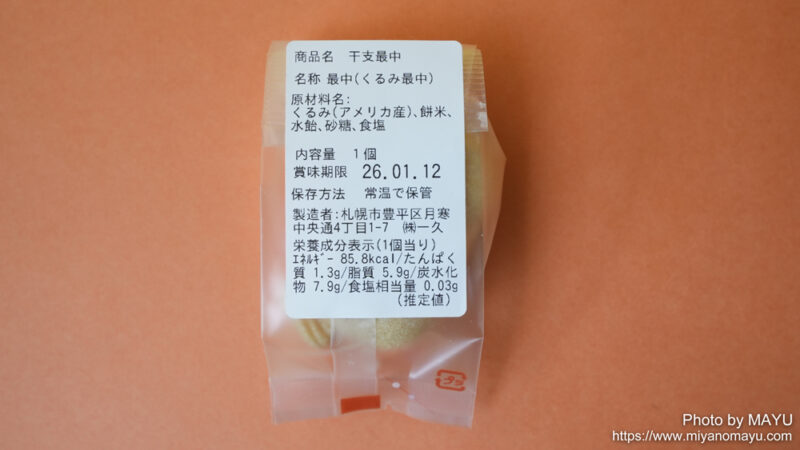 商品名　干支最中
名称 最中(くるみ最中)
原材料名:
くるみ(アメリカ産)、餅米、
水飴、砂糖、食塩
内容量　1個
賞味期限　26.01.12
保存方法　常温で保管
製造者:札幌市豊平区月寒
中央通4丁目1-7　㈱一久
栄養成分表示(1個当り)
ｴﾈﾙｷﾞｰ 85.8kcal/たんぱく
質 1.3g/脂質 5.9g/炭水化
物 7.9g/食塩相当量 0.03g
(推定値)
プラ
Photo by MAYU
https://www.miyanomayu.com